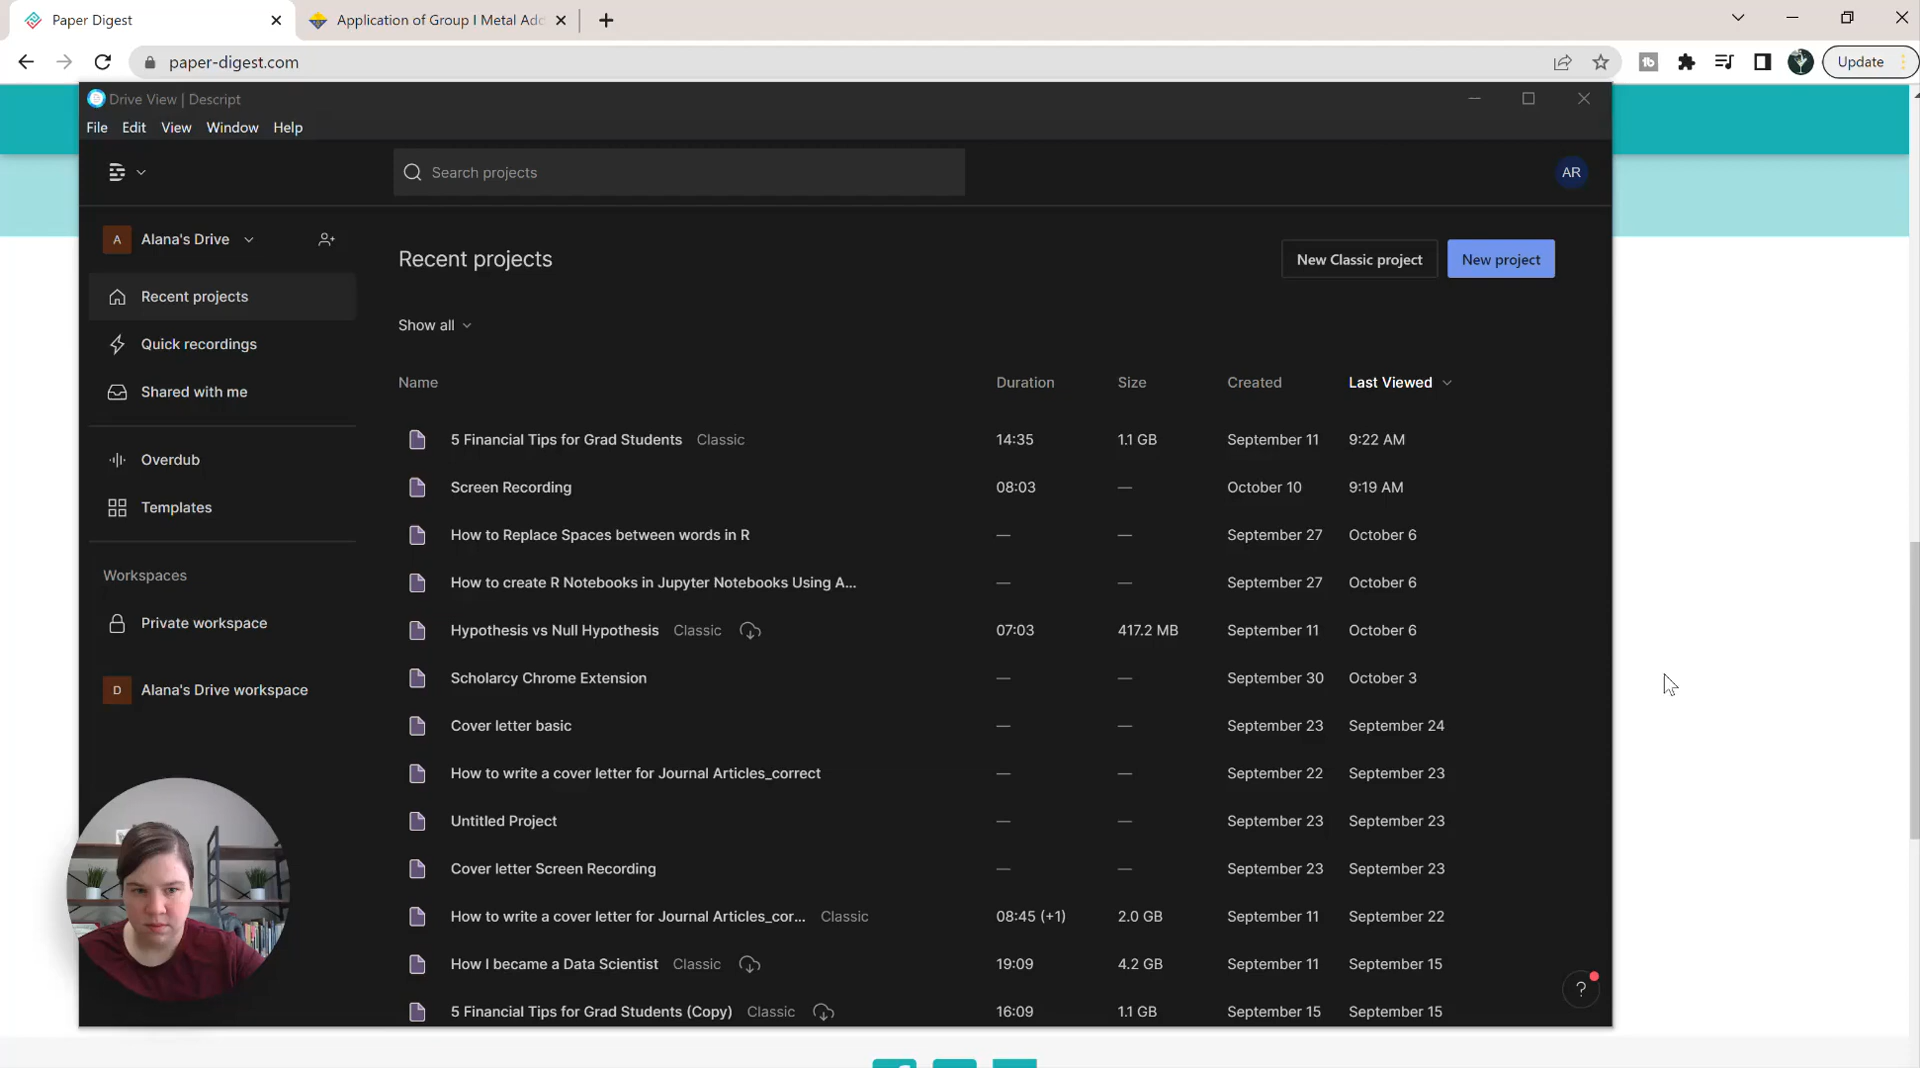 Paper Digest
Application of Group I Metal Add
paper-digest.com
Update
Drive View | Descript
File Edit View Window Help
Search projects
AR
A Alana's Drive
Recent projects
Quick recordings
Shared with me
Overdub
Templates
Workspaces
Private workspace
D Alana's Drive workspace
Recent projects
New Classic project New project
Show all
Name Duration Size Created Last Viewed
5 Financial Tips for Grad Students Classic 14:35 1.1 GB September 11 9:22 AM
Screen Recording 08:03 — October 10 9:19 AM
How to Replace Spaces between words in R — — September 27 October 6
How to create R Notebooks in Jupyter Notebooks Using A... — — September 27 October 6
Hypothesis vs Null Hypothesis Classic 07:03 417.2 MB September 11 October 6
Scholarcy Chrome Extension — — September 30 October 3
Cover letter basic — — September 23 September 24
How to write a cover letter for Journal Articles_correct — — September 22 September 23
Untitled Project — — September 23 September 23
Cover letter Screen Recording — — September 23 September 23
How to write a cover letter for Journal Articles_cor... Classic 08:45 (+1) 2.0 GB September 11 September 22
How I became a Data Scientist Classic 19:09 4.2 GB September 11 September 15
5 Financial Tips for Grad Students (Copy) Classic 16:09 1.1 GB September 15 September 15
?